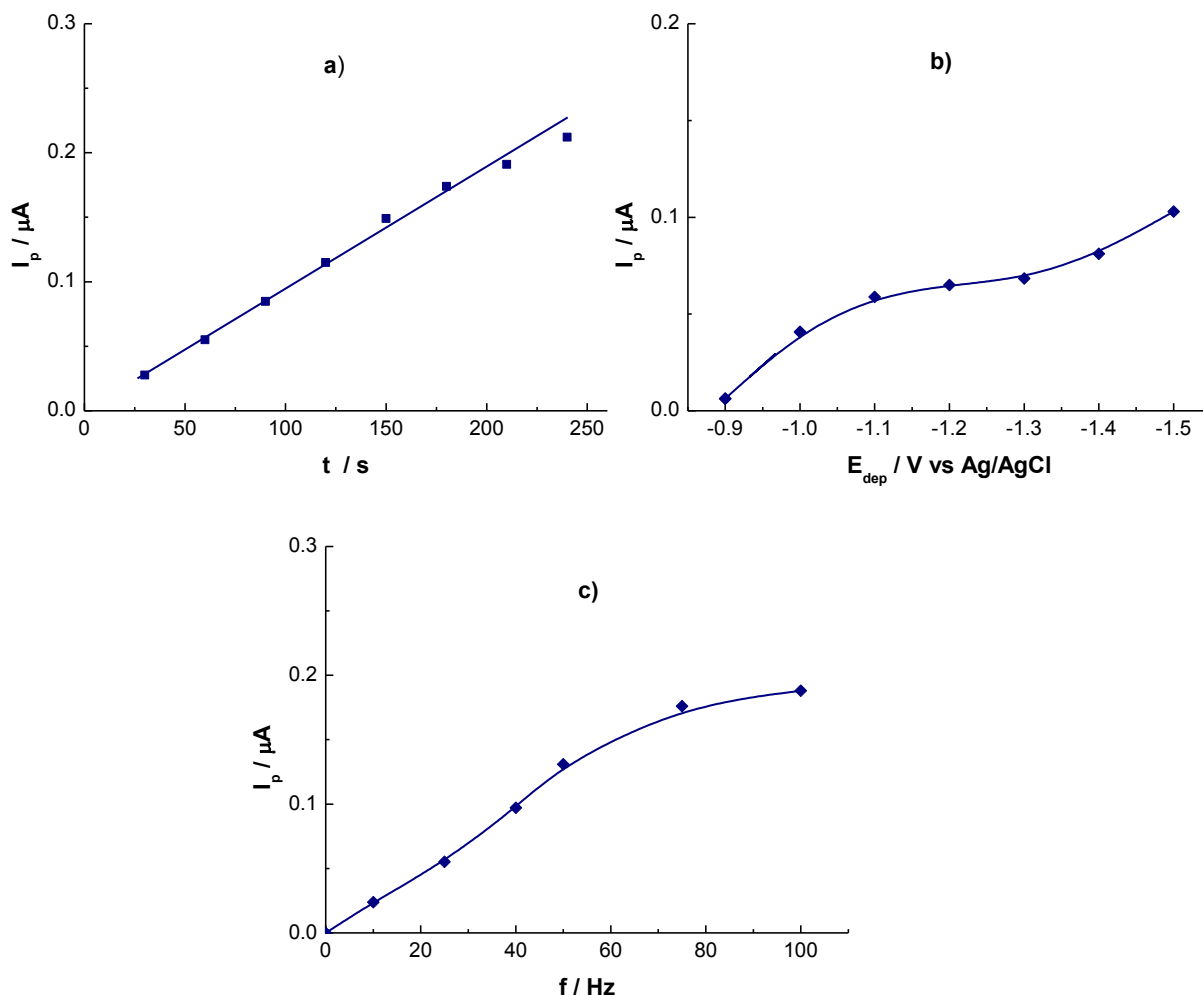 a)
0.3
0.2
0.1
0.0
I_p / μA
0 50 100 150 200 250
t / s
b)
0.2
0.1
0.0
I_p / μA
-0.9 -1.0 -1.1 -1.2 -1.3 -1.4 -1.5
E_dep / V vs Ag/AgCl
c)
0.3
0.2
0.1
0.0
I_p / μA
0 20 40 60 80 100
f / Hz